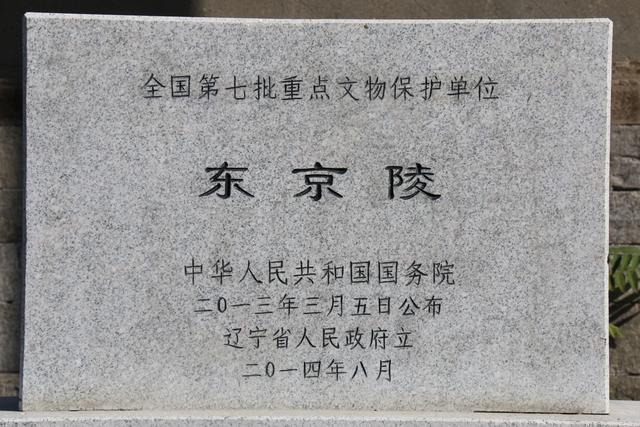 全国第七批重点文物保护单位
东京陵
中华人民共和国国务院
二〇一三年三月五日公布
辽宁省人民政府立
二〇一四年八月